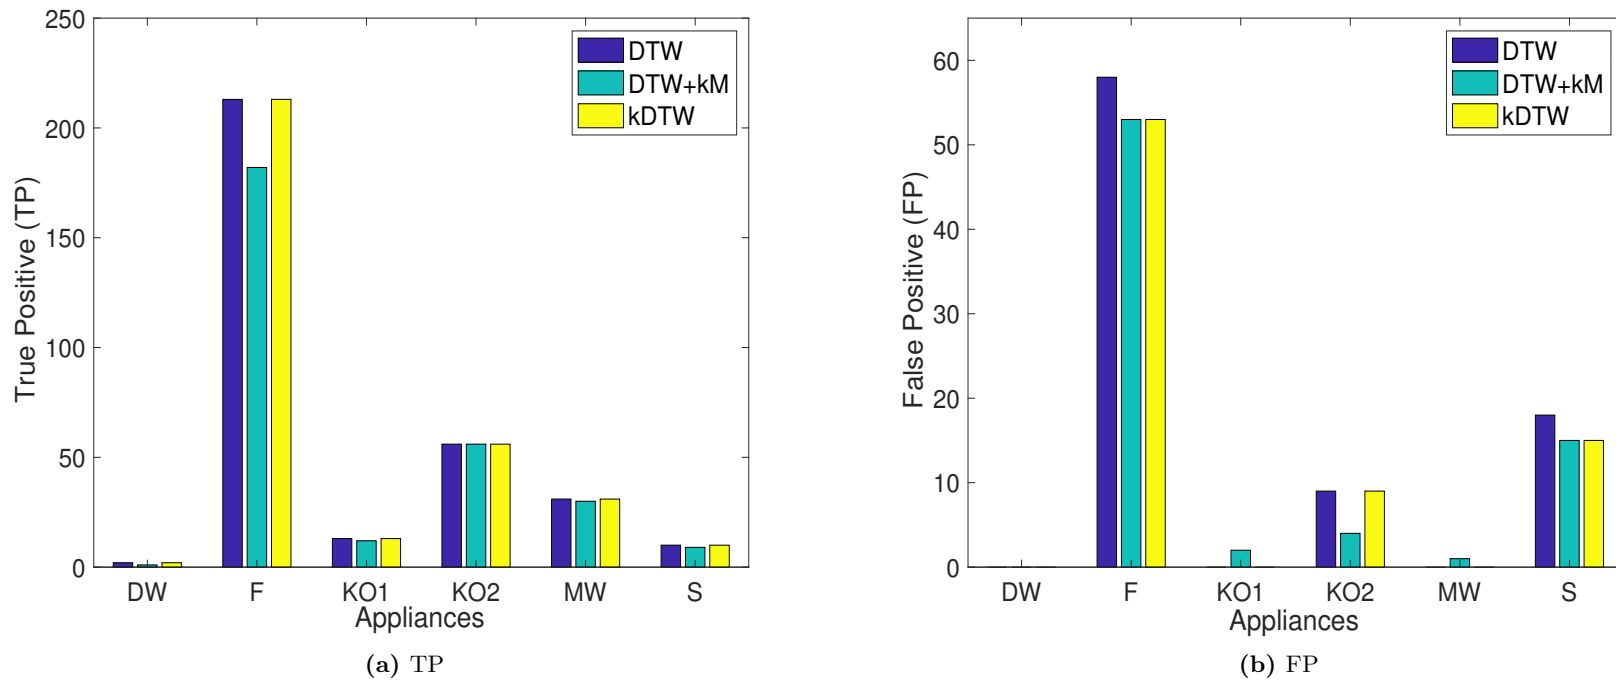 250
200
150
100
50
0
True Positive (TP)
DTW
DTW+kM
kDTW
DW F KO1 KO2 MW S
Appliances
(a) TP
60
50
40
30
20
10
0
False Positive (FP)
DTW
DTW+kM
kDTW
DW F KO1 KO2 MW S
Appliances
(b) FP